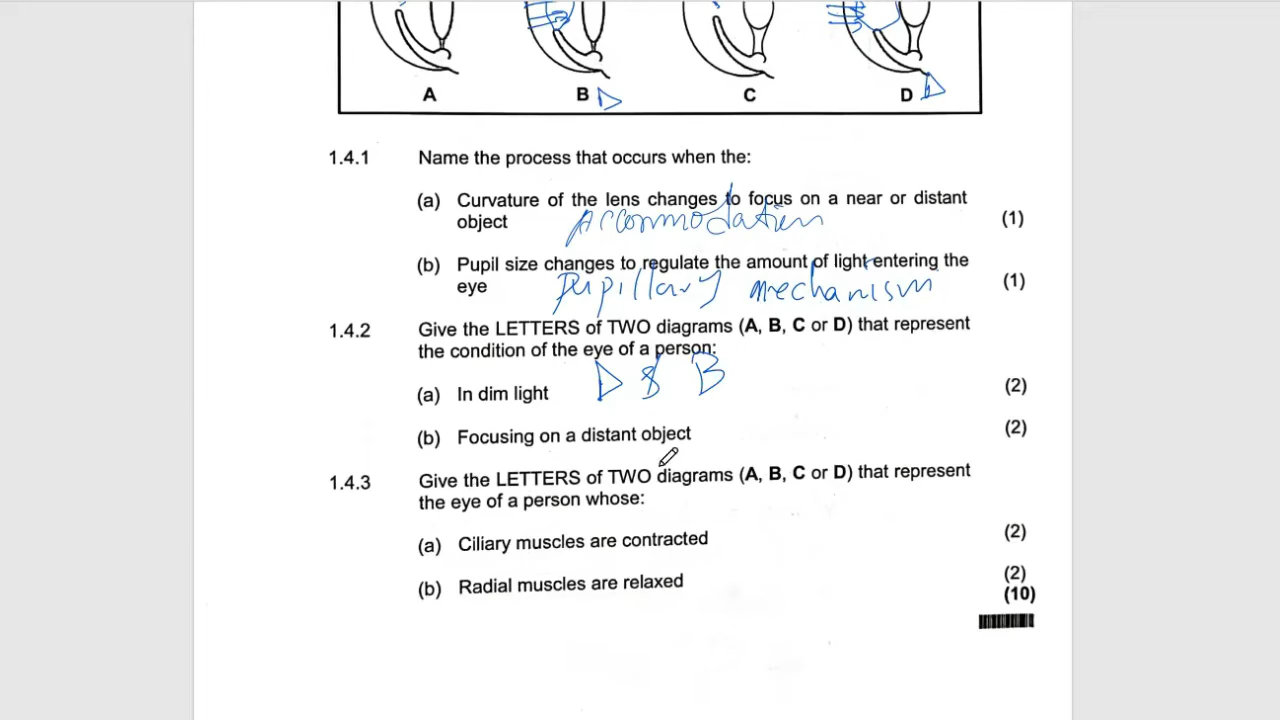 A B D C D D
1.4.1 Name the process that occurs when the:
(a) Curvature of the lens changes to focus on a near or distant
object Accommodation (1)
(b) Pupil size changes to regulate the amount of light entering the
eye Pupillary mechanism (1)
1.4.2 Give the LETTERS of TWO diagrams (A, B, C or D) that represent
the condition of the eye of a person:
(a) In dim light D & B (2)
(b) Focusing on a distant object (2)
1.4.3 Give the LETTERS of TWO diagrams (A, B, C or D) that represent
the eye of a person whose:
(a) Ciliary muscles are contracted (2)
(b) Radial muscles are relaxed (2)
(10)